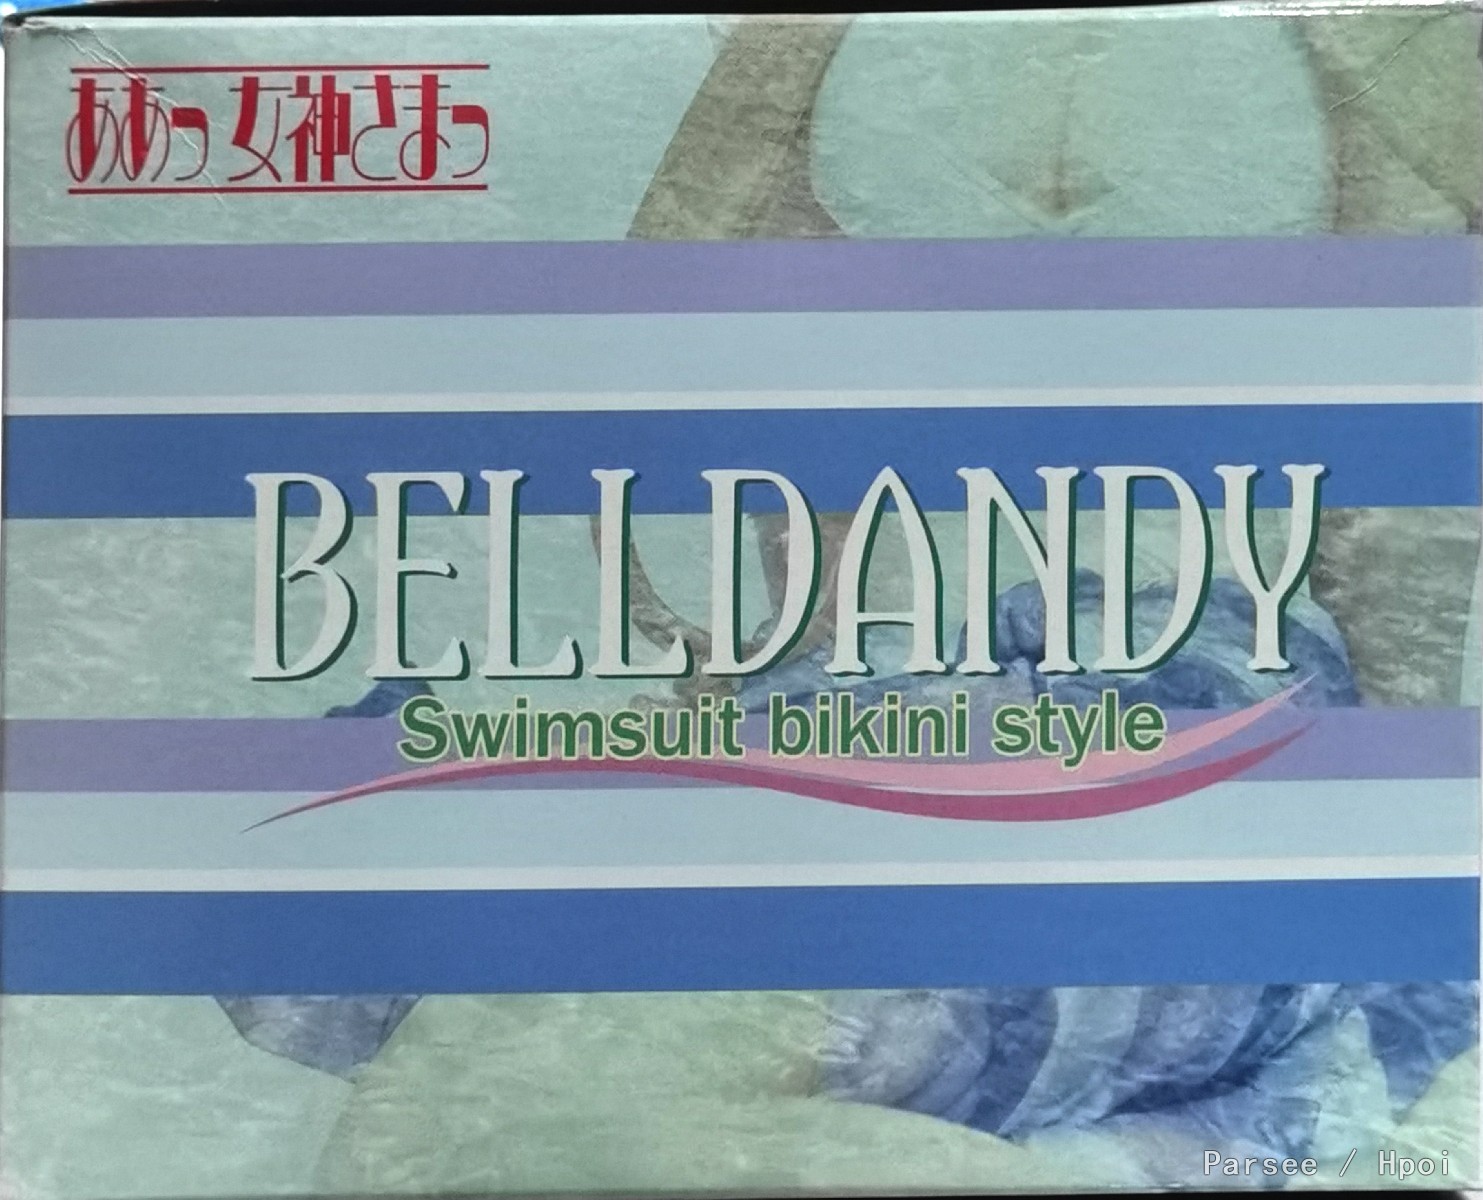 ああっ女神さまっ
BELLDANDY
Swimsuit bikini style
Parsee / Hpoi